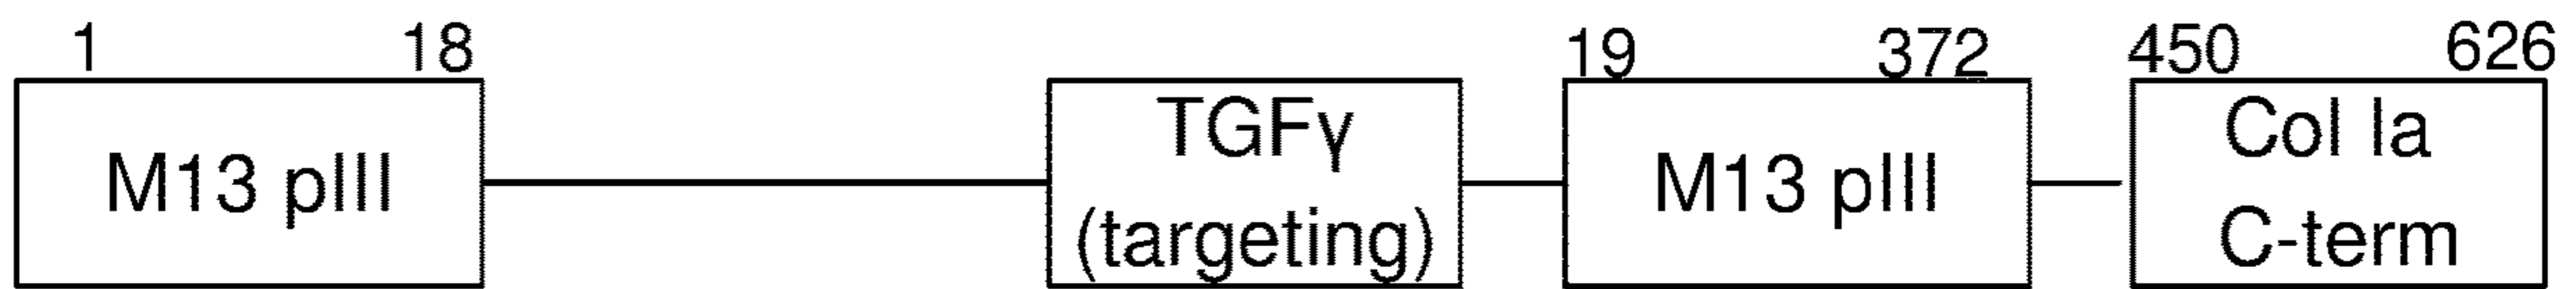 1 18 19 372 450 626
M13 pIII
TGFγ
(targeting)
M13 pIII
Col Ia
C-term